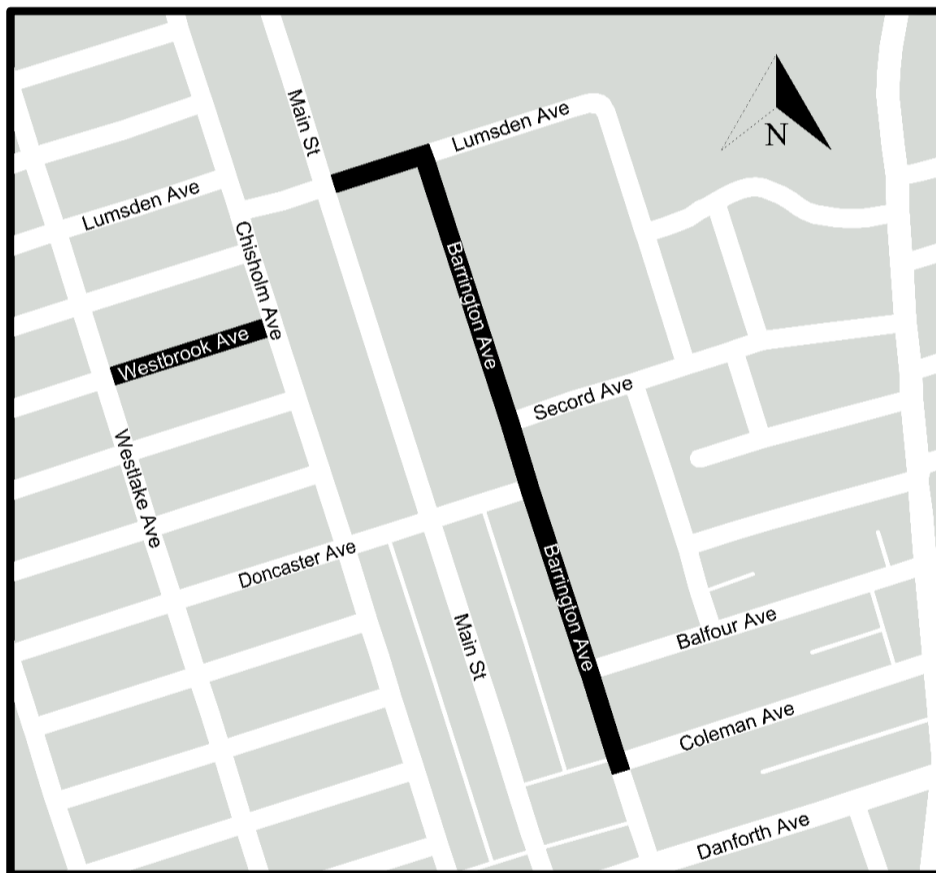 Main St
Lumsden Ave
N
Lumsden Ave
Chisholm Ave
Barrington Ave
Westbrook Ave
Secord Ave
Westlake Ave
Doncaster Ave
Barrington Ave
Main St
Balfour Ave
Coleman Ave
Danforth Ave